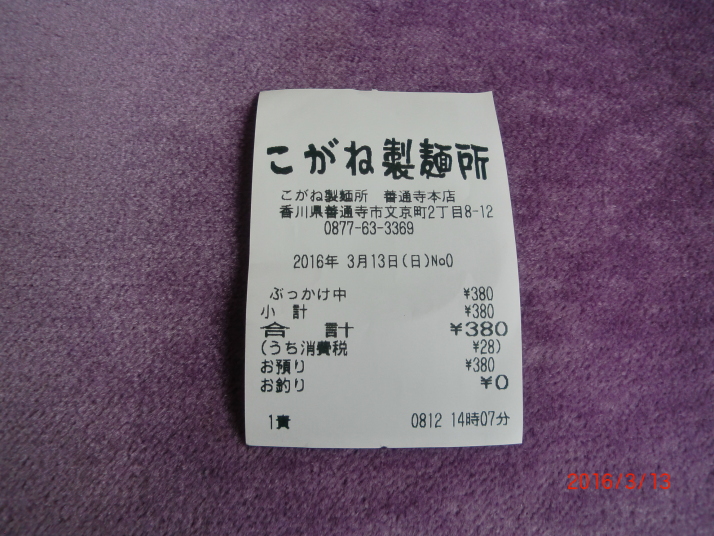 こがね製麺所
こがね製麺所 善通寺本店
香川県善通寺市文京町2丁目8-12
0877-63-3369
2016年 3月13日(日)No0
ぶっかけ中 ¥380
小 計 ¥380
合 計 ¥380
(うち消費税 ¥28)
お預り ¥380
お釣り ¥0
1責 0812 14時07分
2016/3/13